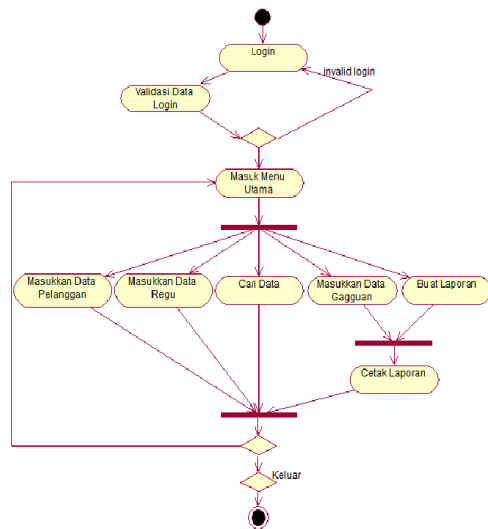 Login
invalid login
Validasi Data
Login
Masuk Menu
Utama
Masukkan Data
Pelanggan
Masukkan Data
Regu
Cari Data
Masukkan Data
Gagguan
Buat Laporan
Cetak Laporan
Keluar